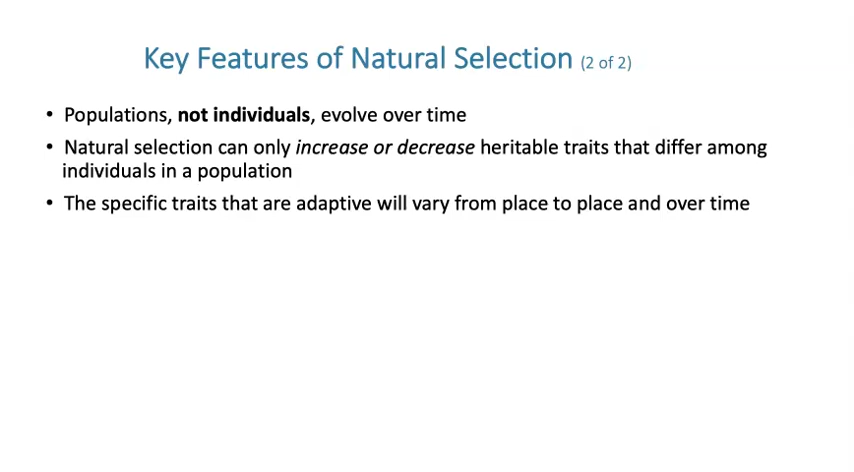 Key Features of Natural Selection (2 of 2)
• Populations, not individuals, evolve over time
• Natural selection can only increase or decrease heritable traits that differ among
individuals in a population
• The specific traits that are adaptive will vary from place to place and over time